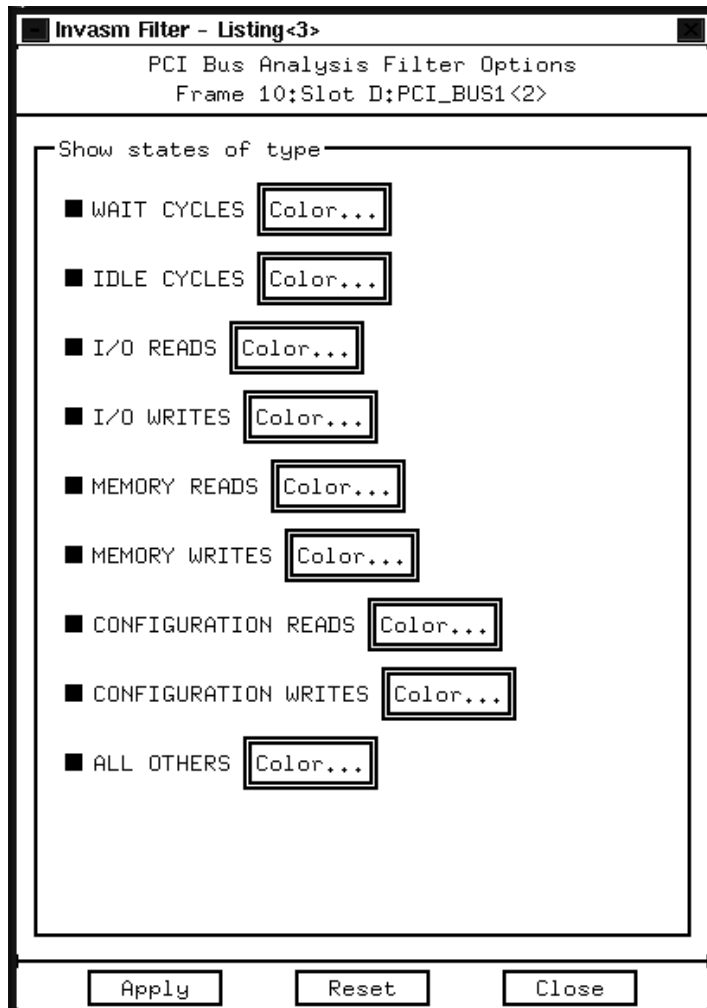 Invasm Filter - Listing<3>
PCI Bus Analysis Filter Options
Frame 10:Slot D:PCI_BUS1<2>
Show states of type
WAIT CYCLES Color...
IDLE CYCLES Color...
I/O READS Color...
I/O WRITES Color...
MEMORY READS Color...
MEMORY WRITES Color...
CONFIGURATION READS Color...
CONFIGURATION WRITES Color...
ALL OTHERS Color...
Apply Reset Close